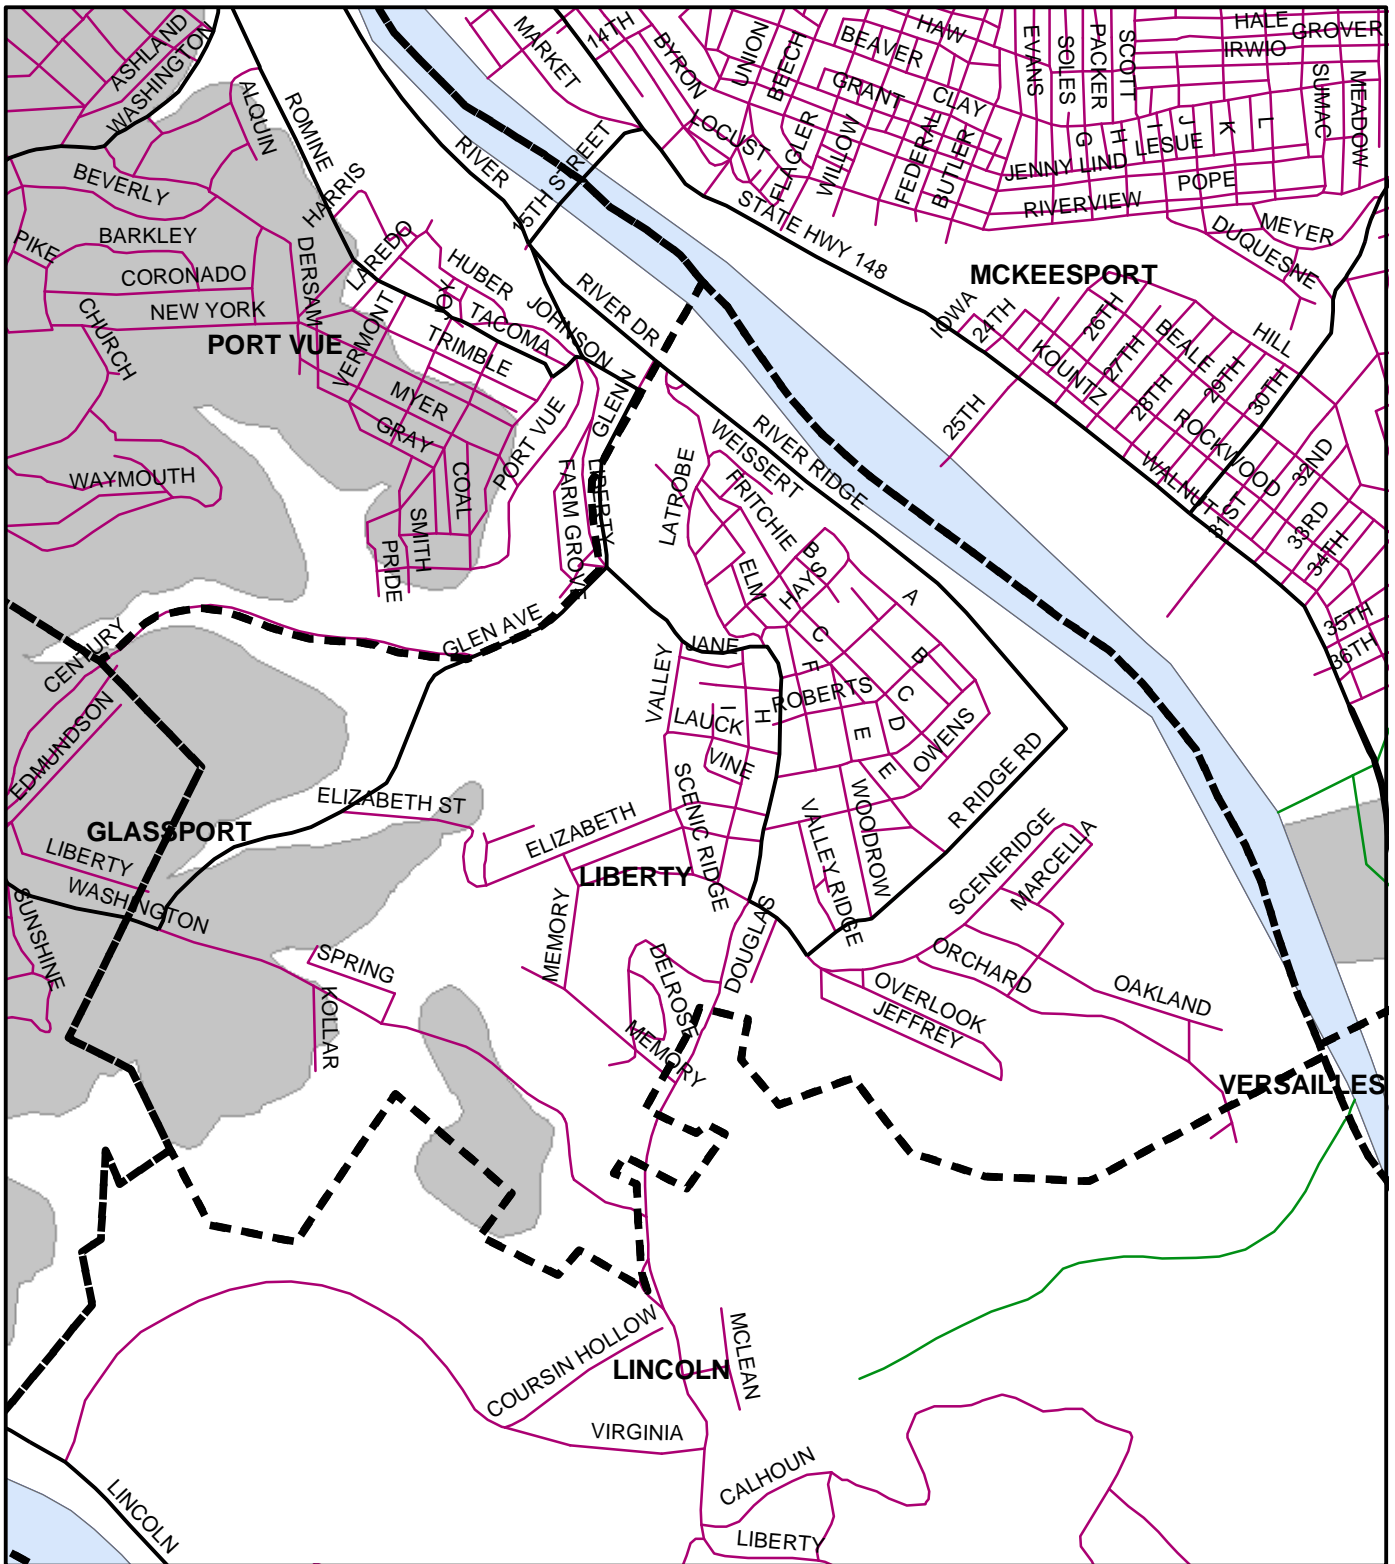 ASHLAND
WASHINGTON
ALQUIN
ROMINE
HARRIS
BEVERLY
PIKE
BARKLEY
CORONADO
NEW YORK
DERSAM
CHURCH
PORT VUE
VERMONT
LAREDO
YOY
HUBER
TACOMA
TRIMBLE
JOHNSON
MYER
GRAY
COAL
SMITH
PRIDE
PORT VUE
WAYMOUTH
GLENN
LIBERTY
FARM GROVE
RIVER
15TH STREET
RIVER DR
MARKET
14TH
BYRON
LOCUST
UNION
BEECH
BEAVER
HAW
GRANT
CLAY
FLAGLER
WILLOW
FEDERAL
BUTLER
EVANS
SOLES
PACKER
SCOTT
HALE
GROVER
IRWIO
SUMAC
MEADOW
G
H
I
J
K
L
LESUE
JENNY LIND
POPE
RIVERVIEW
DUQUESNE
MEYER
STATE HWY 148
MCKEESPORT
IOWA
24TH
25TH
26TH
27TH
28TH
29TH
30TH
31 ST
32ND
33RD
34TH
35TH
36TH
KOUNTZ
BEALE
HILL
ROCKWOOD
WALNUT
RIVER RIDGE
WEISSERT
FRITCHIE
LATROBE
ELM
HAYS
B
A
C
B
F
C
D
E
E
ROBERTS
OWENS
R RIDGE RD
JANE
VALLEY
LAUCK
I
H
VINE
SCENIC RIDGE
WOODROW
VALLEY RIDGE
GLEN AVE
CENTURY
EDMUNDSON
GLASSPORT
LIBERTY
WASHINGTON
SUNSHINE
ELIZABETH ST
ELIZABETH
LIBERTY
MEMORY
DELROSE
MEMORY
DOUGLAS
SPRING
KOLLAR
SCENERIDGE
MARCELLA
ORCHARD
OVERLOOK
JEFFREY
OAKLAND
VERSAILLES
COURSIN HOLLOW
LINCOLN
MCLEAN
VIRGINIA
CALHOUN
LIBERTY
LINCOLN